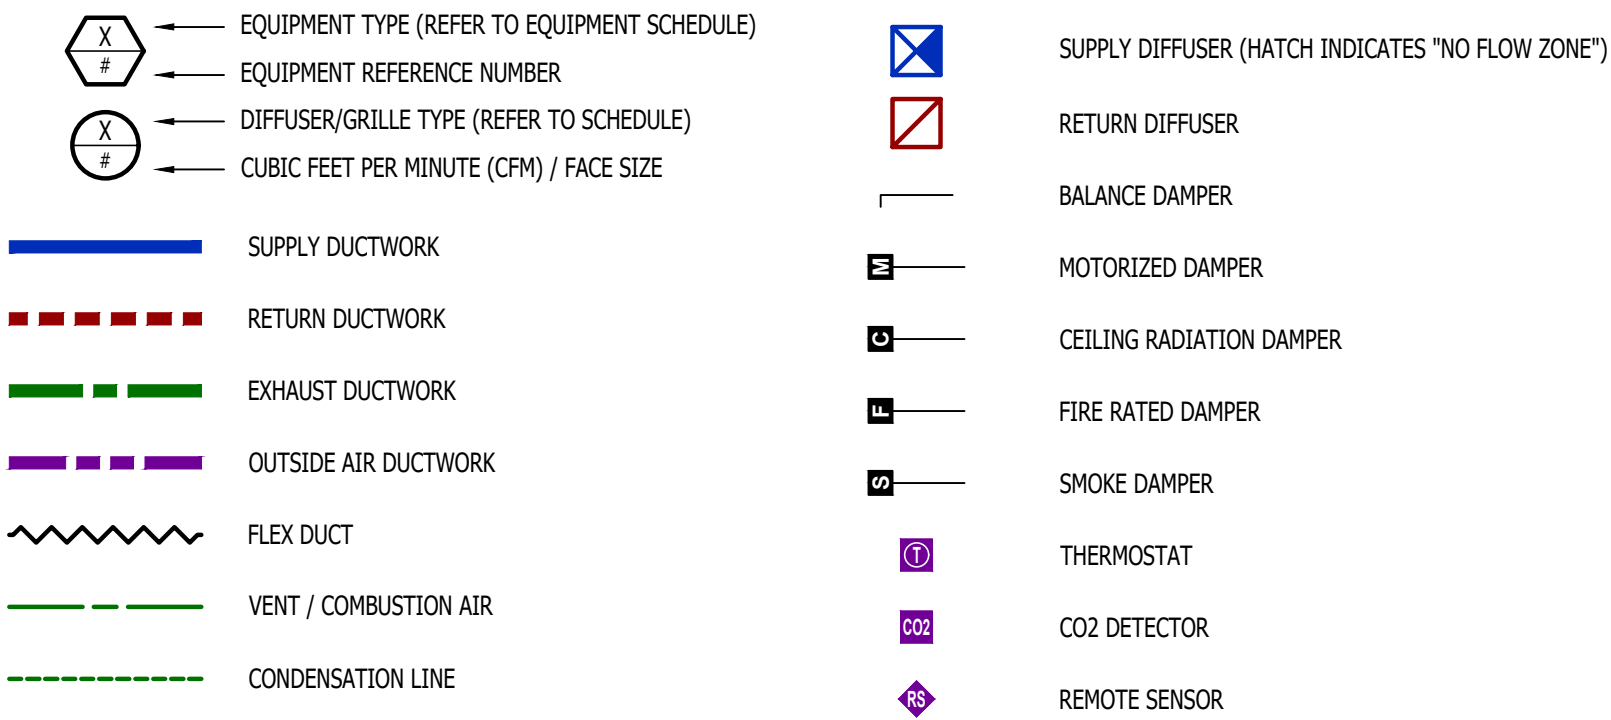 X
#
EQUIPMENT TYPE (REFER TO EQUIPMENT SCHEDULE)
EQUIPMENT REFERENCE NUMBER
X
#
DIFFUSER/GRILLE TYPE (REFER TO SCHEDULE)
CUBIC FEET PER MINUTE (CFM) / FACE SIZE
SUPPLY DUCTWORK
RETURN DUCTWORK
EXHAUST DUCTWORK
OUTSIDE AIR DUCTWORK
FLEX DUCT
VENT / COMBUSTION AIR
CONDENSATION LINE
SUPPLY DIFFUSER (HATCH INDICATES "NO FLOW ZONE")
RETURN DIFFUSER
BALANCE DAMPER
M
MOTORIZED DAMPER
C
CEILING RADIATION DAMPER
F
FIRE RATED DAMPER
S
SMOKE DAMPER
T
THERMOSTAT
CO2
CO2 DETECTOR
RS
REMOTE SENSOR